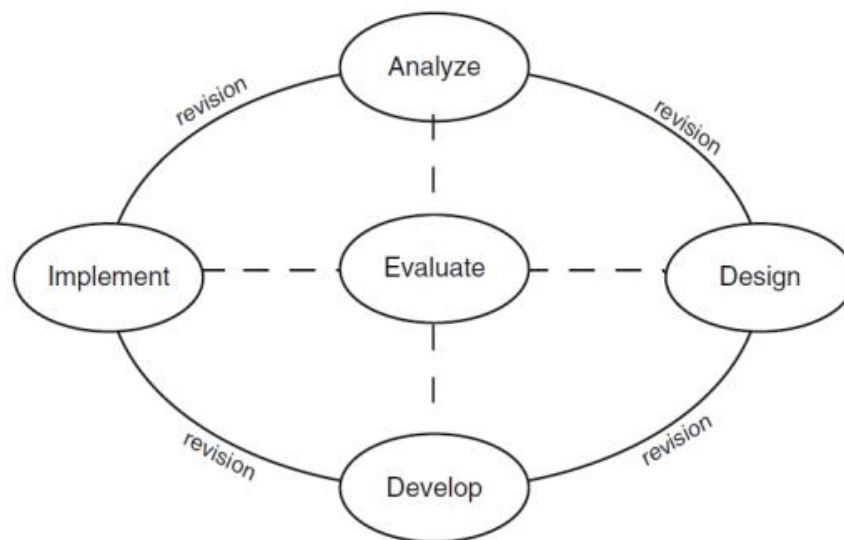 Analyze
revision
revision
Implement
Evaluate
Design
revision
revision
Develop